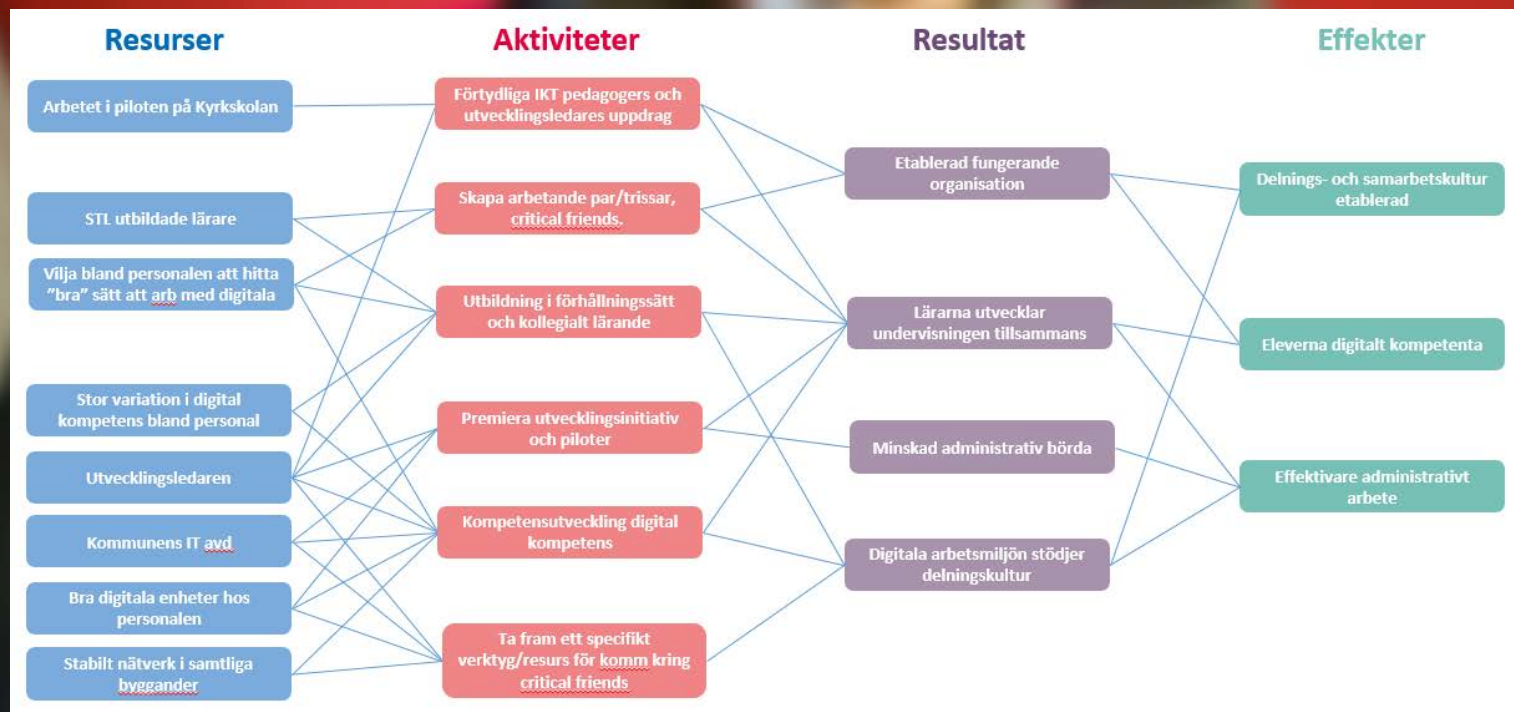 Resurser
Aktiviteter
Resultat
Effekter
Arbetet i piloten på Kyrkskolan
STL utbildade lärare
Vilja bland personalen att hitta
”bra” sätt att arb med digitala
Stor variation i digital
kompetens bland personal
Utvecklingsledaren
Kommunens IT avd
Bra digitala enheter hos
personalen
Stabilt nätverk i samtliga
byggander
Förtydliga IKT pedagogers och
utvecklingsledares uppdrag
Skapa arbetande par/trissar,
critical friends.
Utbildning i förhållningssätt
och kollegialt lärande
Premiera utvecklingsinitiativ
och piloter
Kompetensutveckling digital
kompetens
Ta fram ett specifikt
verktyg/resurs för komm kring
critical friends
Etablerad fungerande
organisation
Lärarna utvecklar
undervisningen tillsammans
Minskad administrativ börda
Digitala arbetsmiljön stödjer
delningskultur
Delnings- och samarbetskultur
etablerad
Eleverna digitalt kompetenta
Effektivare administrativt
arbete